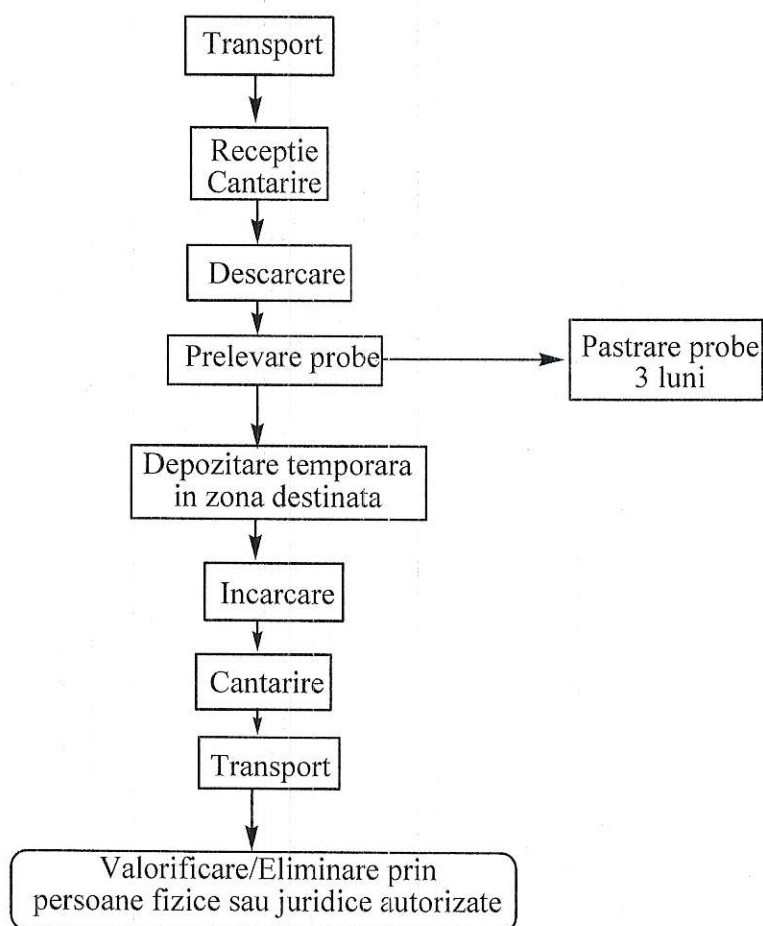 Transport
Receptie
Cantarire
Descarcare
Prelevare probe
Pastrare probe
3 luni
Depozitare temporara
in zona destinata
Incarcare
Cantarire
Transport
Valorificare/Eliminare prin
persoane fizice sau juridice autorizate